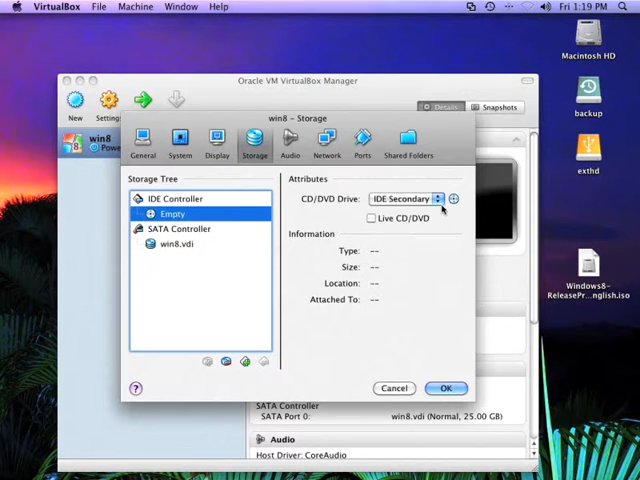 VirtualBox File Machine Window Help
Fri 1:19 PM
Macintosh HD
backup
exthd
Windows8-
ReleasePr...nglish.iso
Oracle VM VirtualBox Manager
New
Settings
Details
Snapshots
win8
8
win8 - Storage
General
System
Display
Storage
Audio
Network
Ports
Shared Folders
Storage Tree
IDE Controller
Empty
SATA Controller
win8.vdi
Attributes
CD/DVD Drive: IDE Secondary
Live CD/DVD
Information
Type: --
Size: --
Location: --
Attached To: --
?
Cancel
OK
SATA Controller
SATA Port 0: win8.vdi (Normal, 25.00 GB)
Audio
Host Driver: CoreAudio